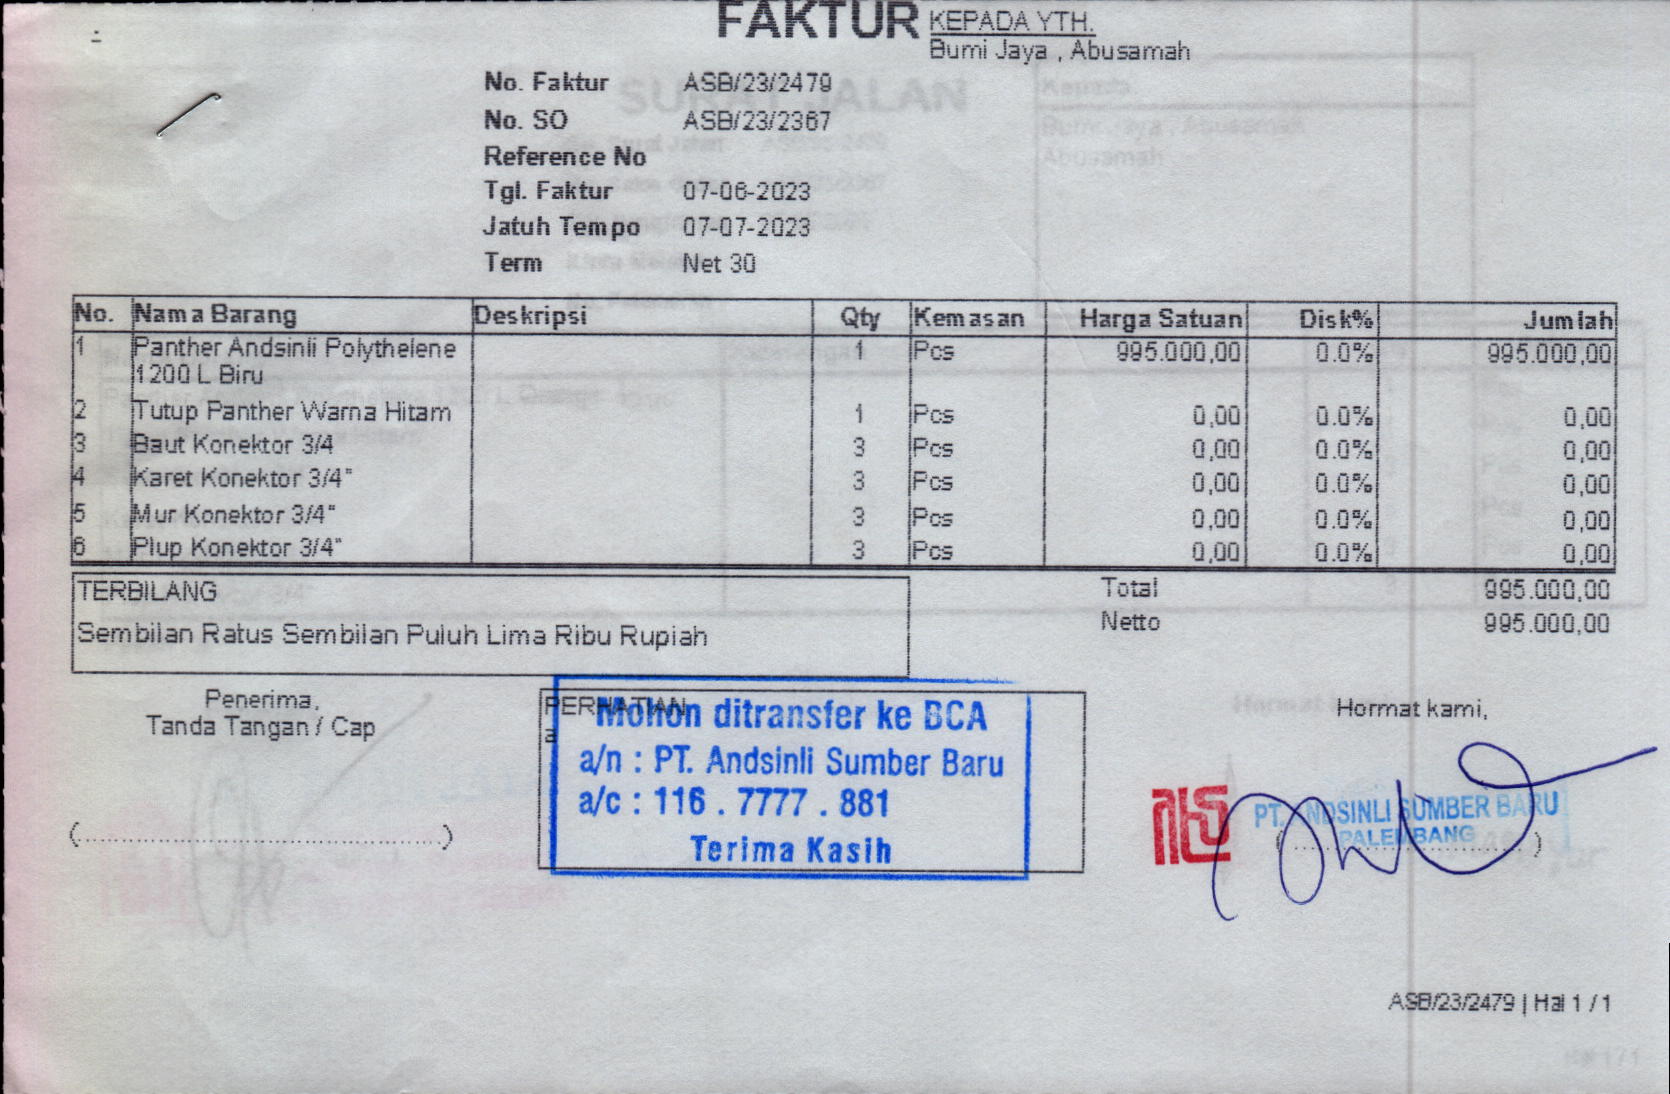 FAKTUR
KEPADA YTH.
Bumi Jaya , Abusamah
No. Faktur ASB/23/2479
No. SO ASB/23/2367
Reference No
Tgl. Faktur 07-06-2023
Jatuh Tempo 07-07-2023
Term Net 30
No. Nama Barang Deskripsi Qty Kemasan Harga Satuan Disk% Jumlah
1 Panther Andsinli Polythelene 1 Pcs 995.000,00 0.0% 995.000,00
1200 L Biru
2 Tutup Panther Warna Hitam 1 Pcs 0,00 0.0% 0,00
3 Baut Konektor 3/4 3 Pcs 0,00 0.0% 0,00
4 Karet Konektor 3/4" 3 Pcs 0,00 0.0% 0,00
5 Mur Konektor 3/4" 3 Pcs 0,00 0.0% 0,00
6 Plup Konektor 3/4" 3 Pcs 0,00 0.0% 0,00
TERBILANG
Sembilan Ratus Sembilan Puluh Lima Ribu Rupiah
Total 995.000,00
Netto 995.000,00
Penerima,
Tanda Tangan / Cap
(......................................................)
PERHATIAN
a
Mohon ditransfer ke BCA
a/n : PT. Andsinli Sumber Baru
a/c : 116 . 7777 . 881
Terima Kasih
Hormat kami,
PT. ANDSINLI SUMBER BARU
PALEMBANG
ASB/23/2479 | Hal 1 / 1
SURAT JALAN
Kepada
Bumi Jaya , Abusamah
Abusamah